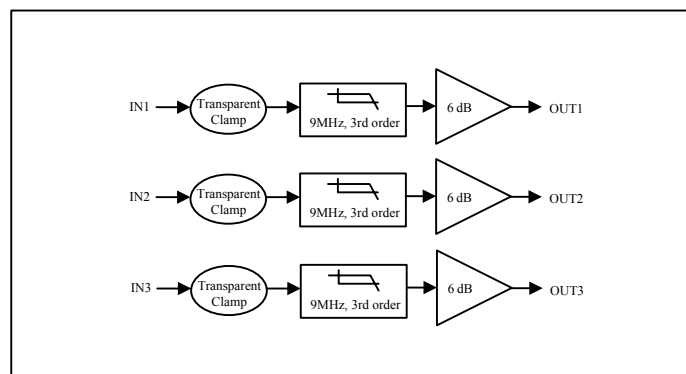 IN1
Transparent
Clamp
9MHz, 3rd order
6 dB
OUT1
IN2
Transparent
Clamp
9MHz, 3rd order
6 dB
OUT2
IN3
Transparent
Clamp
9MHz, 3rd order
6 dB
OUT3